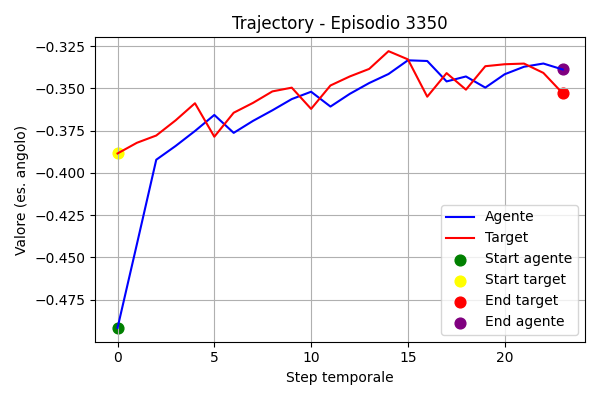 Trajectory - Episodio 3350
Valore (es. angolo)
−0.325
−0.350
−0.375
−0.400
−0.425
−0.450
−0.475
0
5
10
15
20
Step temporale
Agente
Target
Start agente
Start target
End target
End agente